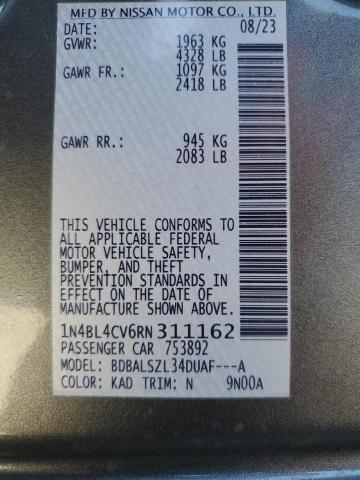 MFD BY NISSAN MOTOR CO., LTD.
DATE: 08/23
GVWR: 1963 KG
4328 LB
GAWR FR.: 1097 KG
2418 LB
GAWR RR.: 945 KG
2083 LB
THIS VEHICLE CONFORMS TO
ALL APPLICABLE FEDERAL
MOTOR VEHICLE SAFETY,
BUMPER, AND THEFT
PREVENTION STANDARDS IN
EFFECT ON THE DATE OF
MANUFACTURE SHOWN ABOVE.
1N4BL4CV6RN311162
PASSENGER CAR 753892
MODEL: BDBALSZL34DUAF---A
COLOR: KAD TRIM: N 9N00A